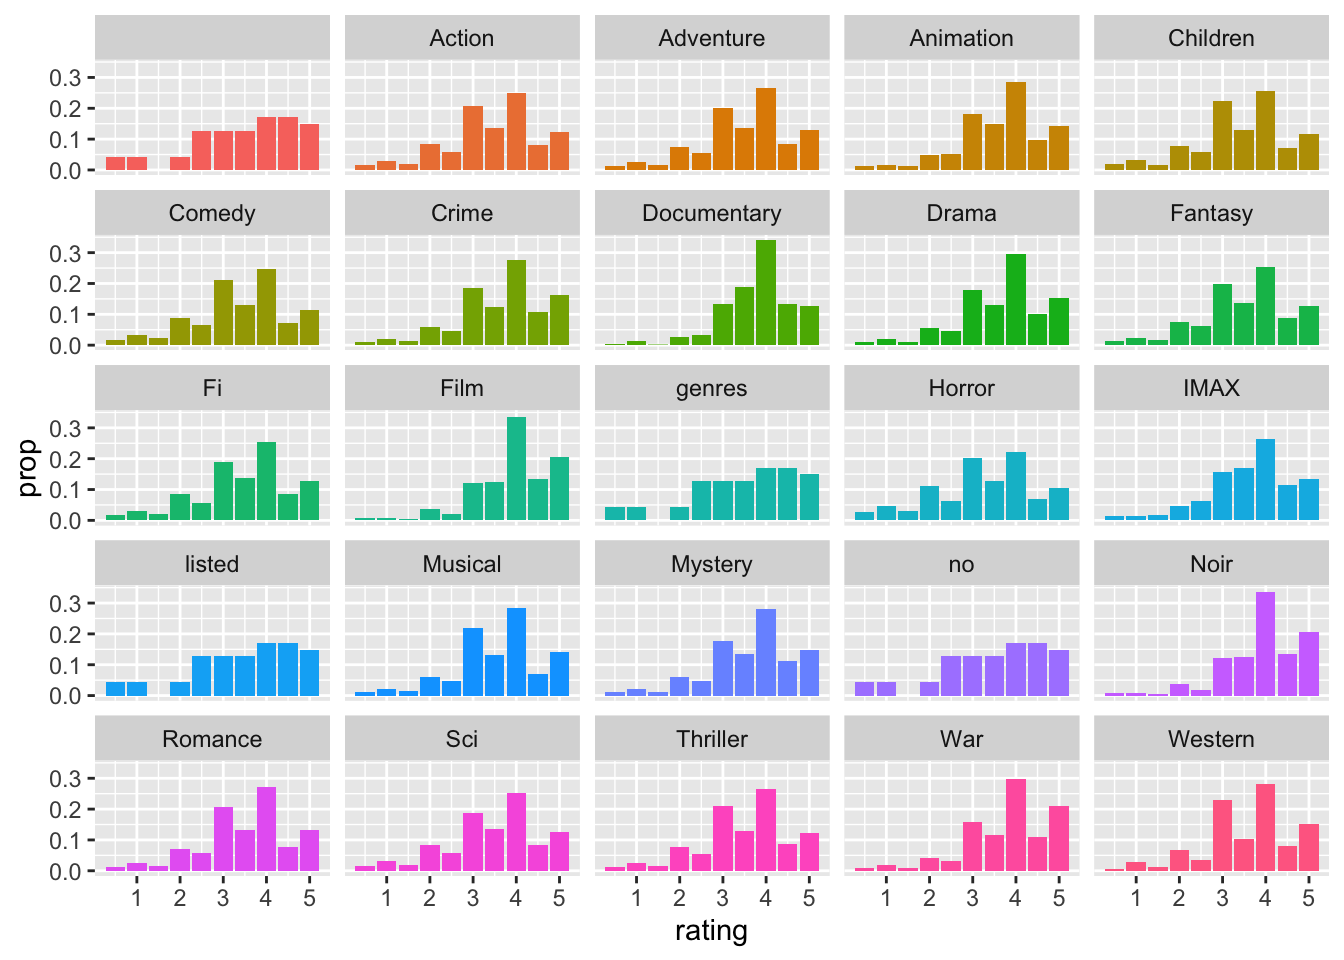 Action Adventure Animation Children
0.3
0.2
0.1
0.0
Comedy Crime Documentary Drama Fantasy
0.3
0.2
0.1
0.0
Fi Film genres Horror IMAX
0.3
0.2
0.1
0.0
prop
listed Musical Mystery no Noir
0.3
0.2
0.1
0.0
Romance Sci Thriller War Western
0.3
0.2
0.1
0.0
1 2 3 4 5 1 2 3 4 5 1 2 3 4 5 1 2 3 4 5 1 2 3 4 5
rating